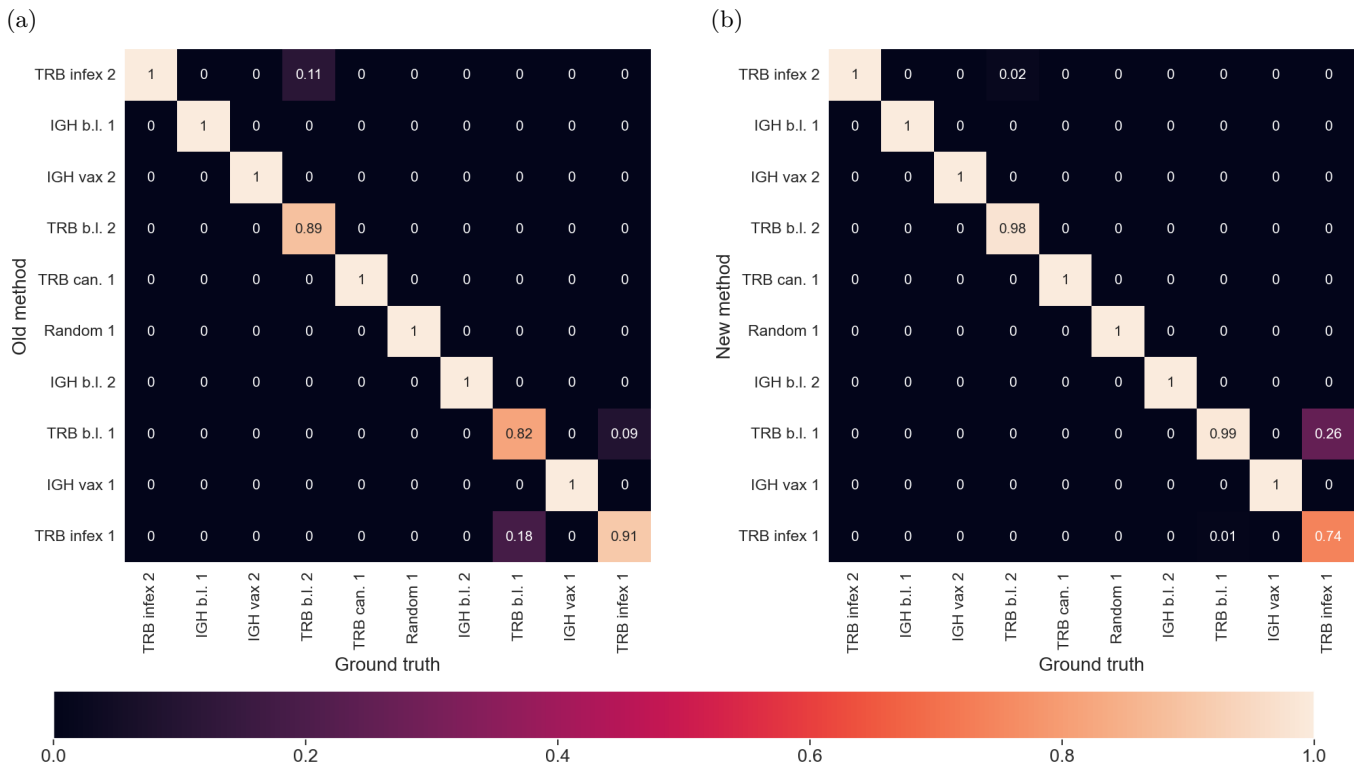 (a)
(b)
Old method
TRB infex 2 1 0 0 0.11 0 0 0 0 0 0
IGH b.l. 1 0 1 0 0 0 0 0 0 0 0
IGH vax 2 0 0 1 0 0 0 0 0 0 0
TRB b.l. 2 0 0 0 0.89 0 0 0 0 0 0
TRB can. 1 0 0 0 0 1 0 0 0 0 0
Random 1 0 0 0 0 0 1 0 0 0 0
IGH b.l. 2 0 0 0 0 0 0 1 0 0 0
TRB b.l. 1 0 0 0 0 0 0 0 0.82 0 0.09
IGH vax 1 0 0 0 0 0 0 0 0 1 0
TRB infex 1 0 0 0 0 0 0 0 0.18 0 0.91
TRB infex 2
IGH b.l. 1
IGH vax 2
TRB b.l. 2
TRB can. 1
Random 1
IGH b.l. 2
TRB b.l. 1
IGH vax 1
TRB infex 1
Ground truth
New method
TRB infex 2 1 0 0 0.02 0 0 0 0 0 0
IGH b.l. 1 0 1 0 0 0 0 0 0 0 0
IGH vax 2 0 0 1 0 0 0 0 0 0 0
TRB b.l. 2 0 0 0 0.98 0 0 0 0 0 0
TRB can. 1 0 0 0 0 1 0 0 0 0 0
Random 1 0 0 0 0 0 1 0 0 0 0
IGH b.l. 2 0 0 0 0 0 0 1 0 0 0
TRB b.l. 1 0 0 0 0 0 0 0 0.99 0 0.26
IGH vax 1 0 0 0 0 0 0 0 0 1 0
TRB infex 1 0 0 0 0 0 0 0 0.01 0 0.74
TRB infex 2
IGH b.l. 1
IGH vax 2
TRB b.l. 2
TRB can. 1
Random 1
IGH b.l. 2
TRB b.l. 1
IGH vax 1
TRB infex 1
Ground truth
0.0 0.2 0.4 0.6 0.8 1.0